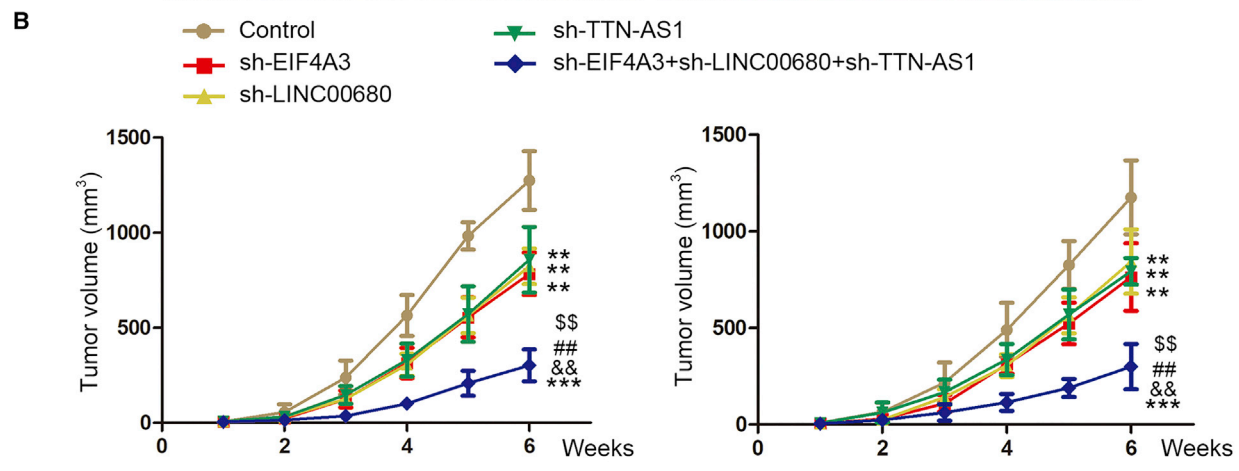 B
Control
sh-EIF4A3
sh-LINC00680
sh-TTN-AS1
sh-EIF4A3+sh-LINC00680+sh-TTN-AS1
Tumor volume (mm³)
1500
1000
500
0
0 2 4 6 Weeks
**
**
**
$$
##
&&
***
Tumor volume (mm³)
1500
1000
500
0
0 2 4 6 Weeks
**
**
**
$$
##
&&
***